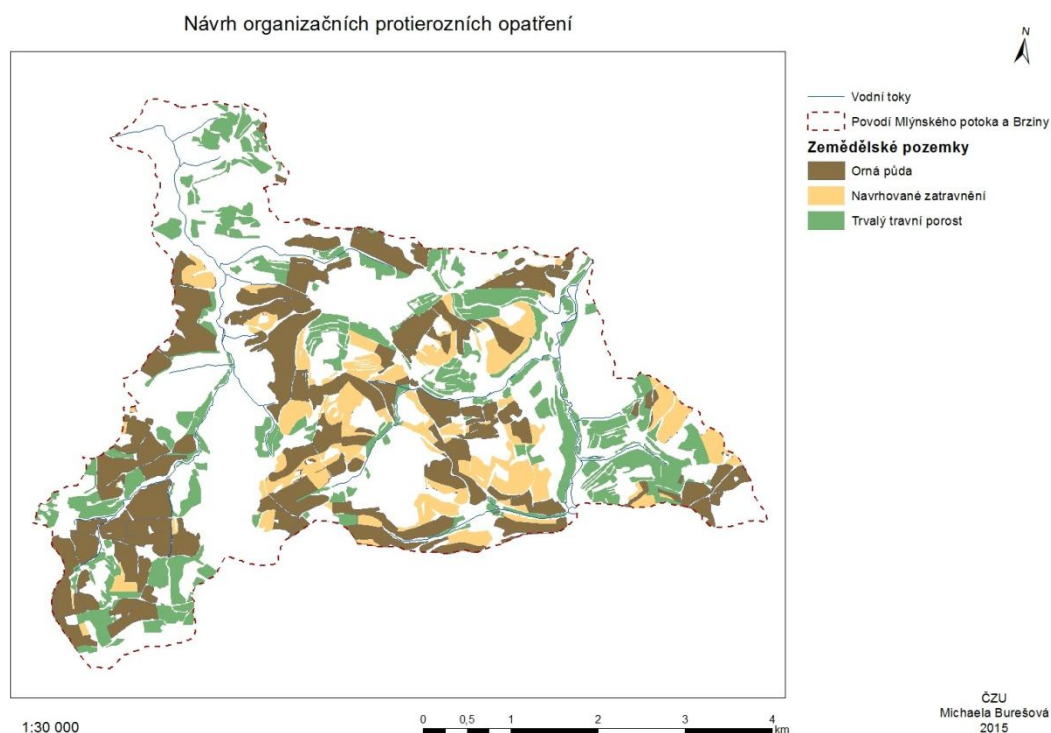 Návrh organizačních protierozních opatření
N
Vodní toky
Povodí Mlýnského potoka a Brziny
Zemědělské pozemky
Orná půda
Navrhované zatravnění
Trvalý travní porost
1:30 000
0 0,5 1 2 3 4
km
ČZU
Michaela Burešová
2015